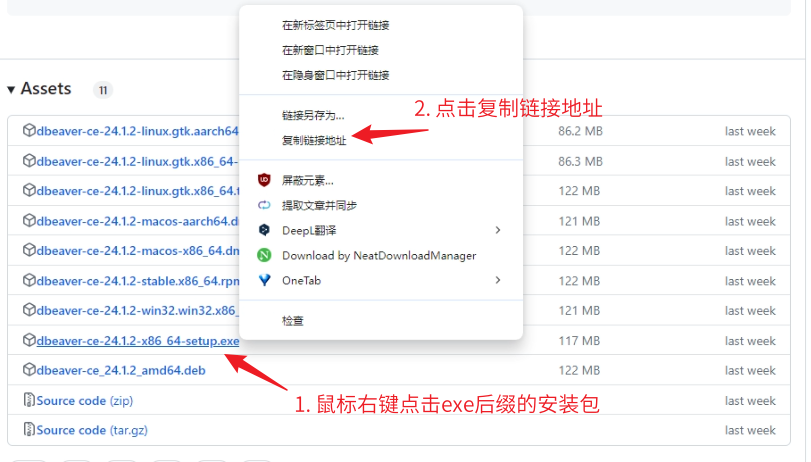 在新标签页中打开链接
在新窗口中打开链接
在隐身窗口中打开链接
▾ Assets 11
链接另存为...
2. 点击复制链接地址
dbeaver-ce-24.1.2-linux.gtk.aarch64 86.2 MB last week
复制链接地址
dbeaver-ce-24.1.2-linux.gtk.x86_64- 86.3 MB last week
屏蔽元素...
dbeaver-ce-24.1.2-linux.gtk.x86_64.t 122 MB last week
提取文章并同步
dbeaver-ce-24.1.2-macos-aarch64.d 121 MB last week
DeepL翻译
dbeaver-ce-24.1.2-macos-x86_64.dm 122 MB last week
Download by NeatDownloadManager
dbeaver-ce-24.1.2-stable.x86_64.rpm 122 MB last week
OneTab
dbeaver-ce-24.1.2-win32.win32.x86_ 121 MB last week
检查
dbeaver-ce-24.1.2-x86_64-setup.exe 117 MB last week
dbeaver-ce_24.1.2_amd64.deb 122 MB last week
Source code (zip) last week
1. 鼠标右键点击exe后缀的安装包
Source code (tar.gz) last week